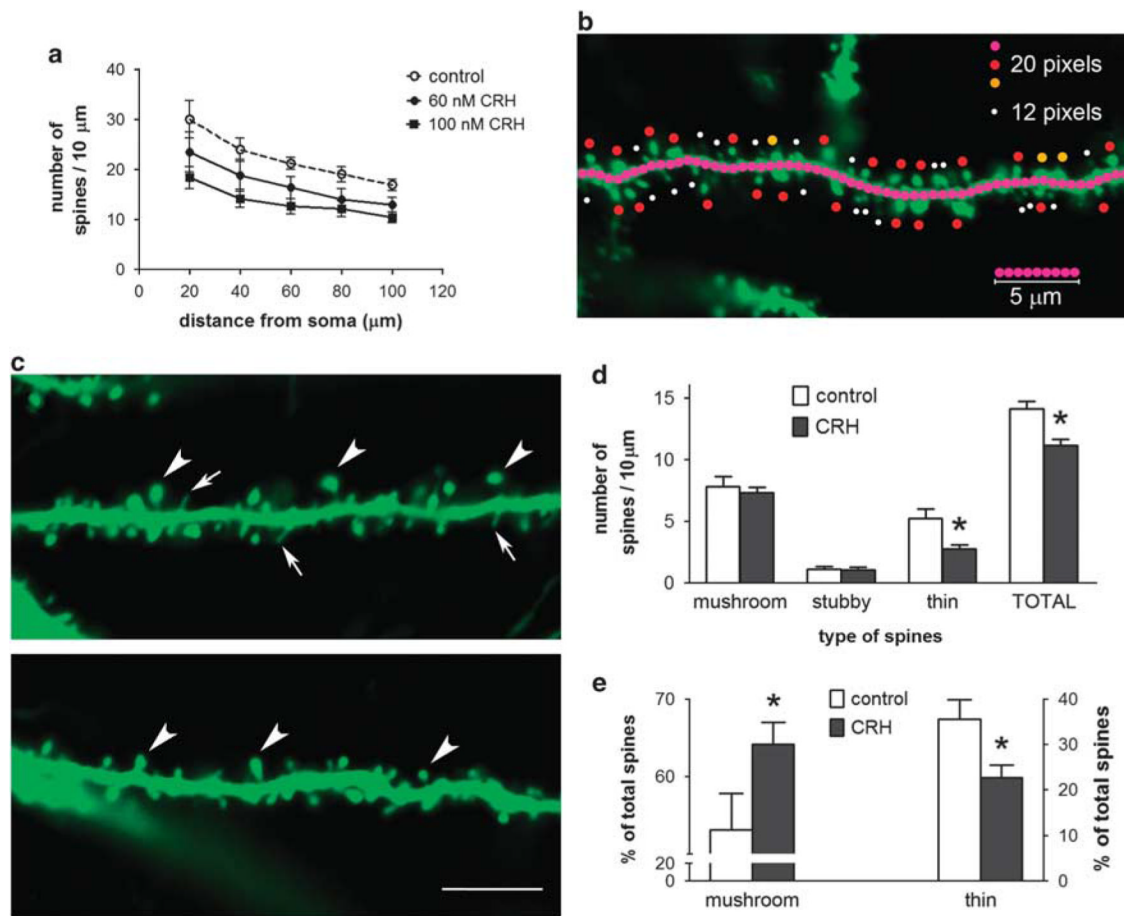 a
40
30
20
10
0
number of
spines / 10 μm
control
60 nM CRH
100 nM CRH
0 20 40 60 80 100 120
distance from soma (μm)
b
20 pixels
12 pixels
5 μm
c
d
15
10
5
0
number of
spines / 10μm
control
CRH
*
*
mushroom stubby thin TOTAL
type of spines
e
70
60
20
0
% of total spines
control
CRH
*
*
40
30
20
10
0
% of total spines
mushroom thin